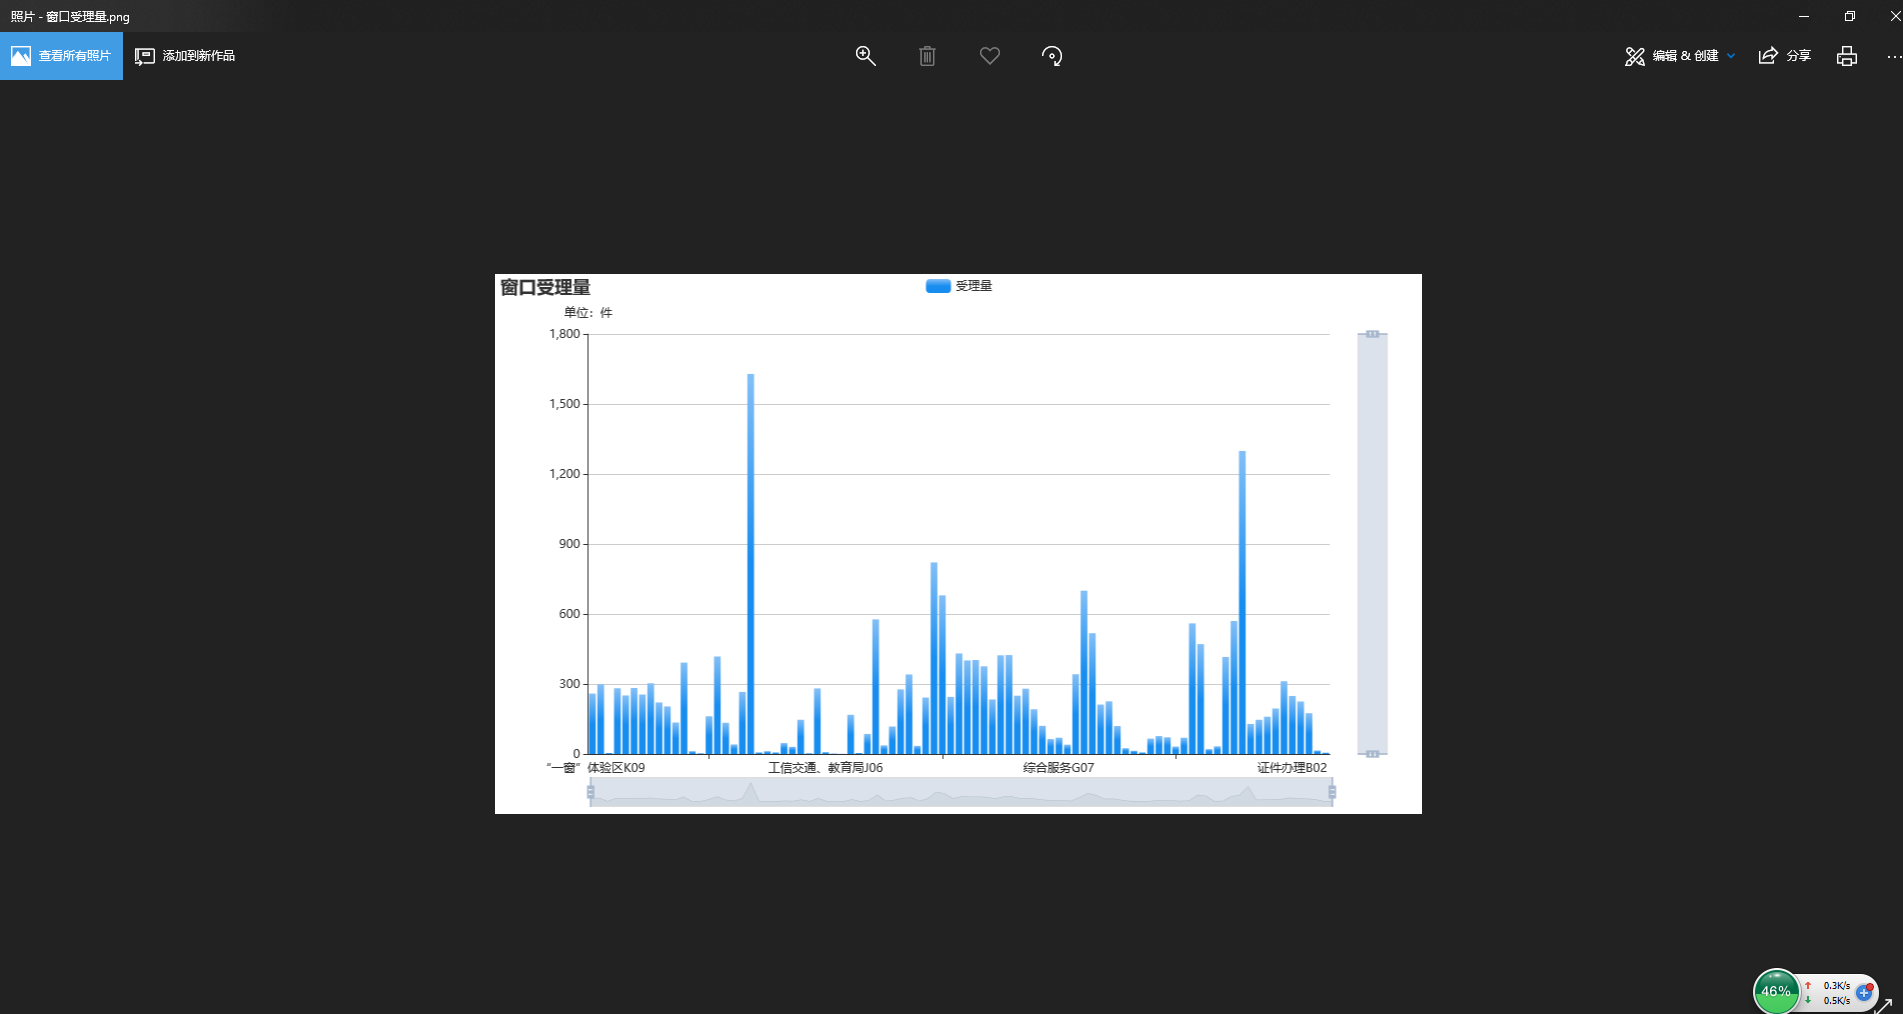 照片 - 窗口受理量.png
查看所有照片
添加到新作品
编辑 & 创建
分享
窗口受理量
受理量
单位：件
1,800
1,500
1,200
900
600
300
0
“一窗”体验区K09
工信交通、教育局J06
综合服务G07
证件办理B02
46%
0.3K/s
0.5K/s